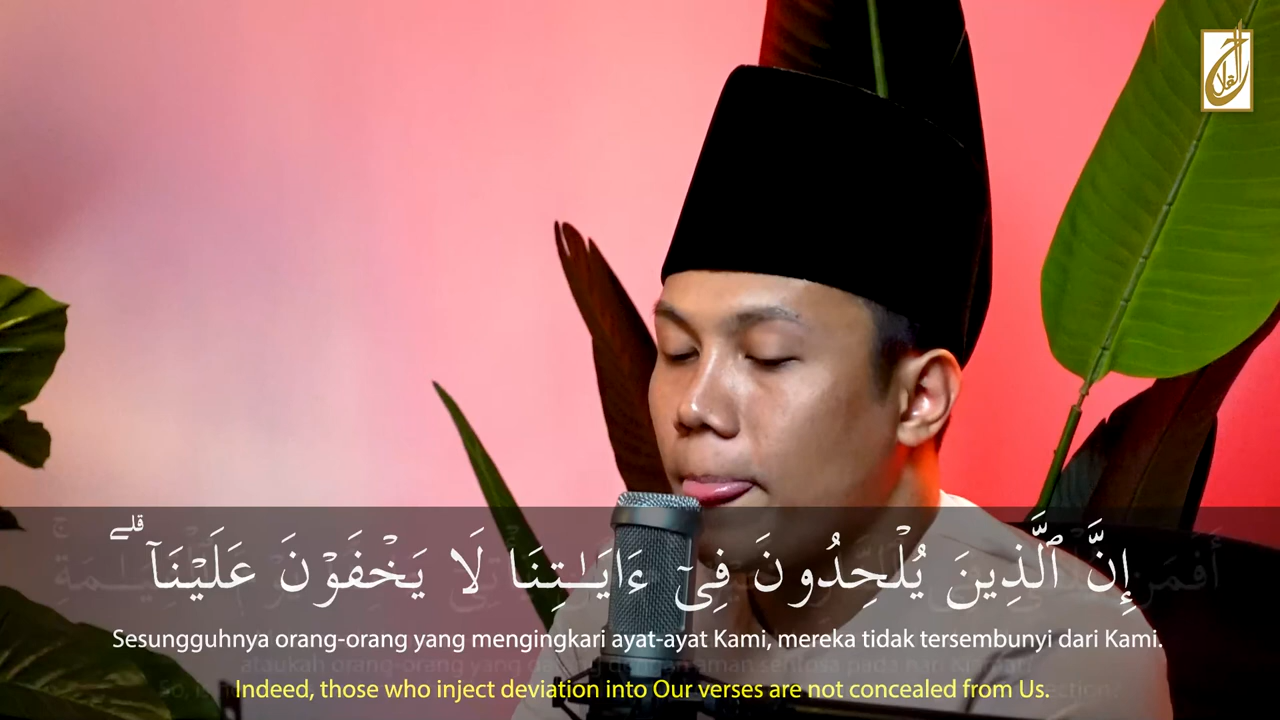 إِنَّ ٱلَّذِينَ يُلْحِدُونَ فِىٓ ءَايَـٰتِنَا لَا يَخْفَوْنَ عَلَيْنَآ ۗ
Sesungguhnya orang-orang yang mengingkari ayat-ayat Kami, mereka tidak tersembunyi dari Kami.
Indeed, those who inject deviation into Our verses are not concealed from Us.